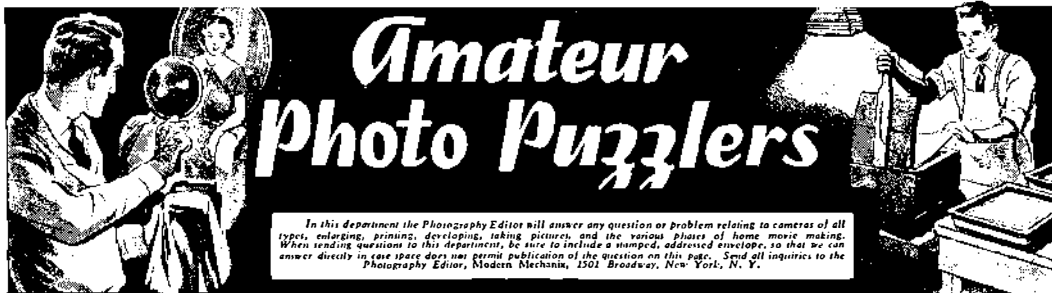 Amateur
Photo Puzzlers
In this department the Photography Editor will answer any question or problem relating to cameras of all
types, enlarging, printing, developing, taking pictures, and the various phases of home movie making.
When sending questions to this department, be sure to include a stamped, addressed envelope, so that we can
answer directly in case space does not permit publication of the question on this page. Send all inquiries to the
Photography Editor, Modern Mechanix, 1501 Broadway, New York, N. Y.